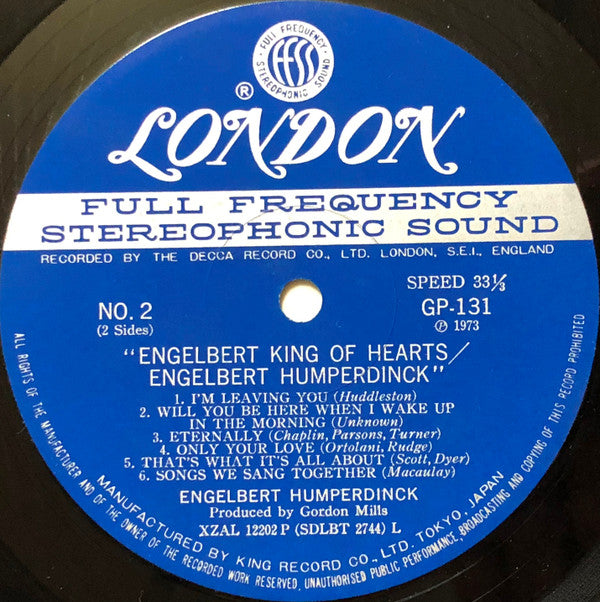 FULL FREQUENCY STEREOPHONIC SOUND
FFSS
®
LONDON
FULL FREQUENCY
STEREOPHONIC SOUND
RECORDED BY THE DECCA RECORD CO., LTD. LONDON, S.E.I., ENGLAND
SPEED 33⅓
NO. 2
GP-131
(2 Sides)
Ⓟ 1973
"ENGELBERT KING OF HEARTS/
ENGELBERT HUMPERDINCK"
1. I'M LEAVING YOU (Huddleston)
2. WILL YOU BE HERE WHEN I WAKE UP
IN THE MORNING (Unknown)
3. ETERNALLY (Chaplin, Parsons, Turner)
4. ONLY YOUR LOVE (Ortolani, Rudge)
5. THAT'S WHAT IT'S ALL ABOUT (Scott, Dyer)
6. SONGS WE SANG TOGETHER (Macaulay)
ENGELBERT HUMPERDINCK
Produced by Gordon Mills
XZAL 12202 P (SDLBT 2744) L
MANUFACTURED BY KING RECORD CO., LTD. TOKYO, JAPAN
ALL RIGHTS OF THE MANUFACTURER AND OF THE OWNER OF THE RECORDED WORK RESERVED, UNAUTHORISED PUBLIC PERFORMANCE, BROADCASTING AND COPYING OF THIS RECORD PROHIBITED